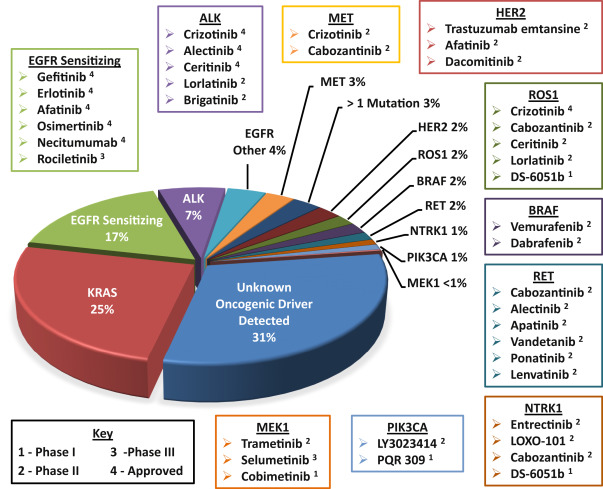 ALK
Crizotinib 4
Alectinib 4
Ceritinib 4
Lorlatinib 2
Brigatinib 2
MET
Crizotinib 2
Cabozantinib 2
HER2
Trastuzumab emtansine 2
Afatinib 2
Dacomitinib 2
EGFR Sensitizing
Gefitinib 4
Erlotinib 4
Afatinib 4
Osimertinib 4
Necitumumab 4
Rociletinib 3
ROS1
Crizotinib 4
Cabozantinib 2
Ceritinib 2
Lorlatinib 2
DS-6051b 1
BRAF
Vemurafenib 2
Dabrafenib 2
RET
Cabozantinib 2
Alectinib 2
Apatinib 2
Vandetanib 2
Ponatinib 2
Lenvatinib 2
NTRK1
Entrectinib 2
LOXO-101 2
Cabozantinib 2
DS-6051b 1
MET 3%
> 1 Mutation 3%
HER2 2%
ROS1 2%
BRAF 2%
RET 2%
NTRK1 1%
PIK3CA 1%
MEK1 <1%
EGFR
Other 4%
ALK
7%
EGFR Sensitizing
17%
KRAS
25%
Unknown
Oncogenic Driver
Detected
31%
Key
1 - Phase I 3 -Phase III
2 - Phase II 4 - Approved
MEK1
Trametinib 2
Selumetinib 3
Cobimetinib 1
PIK3CA
LY3023414 2
PQR 309 1